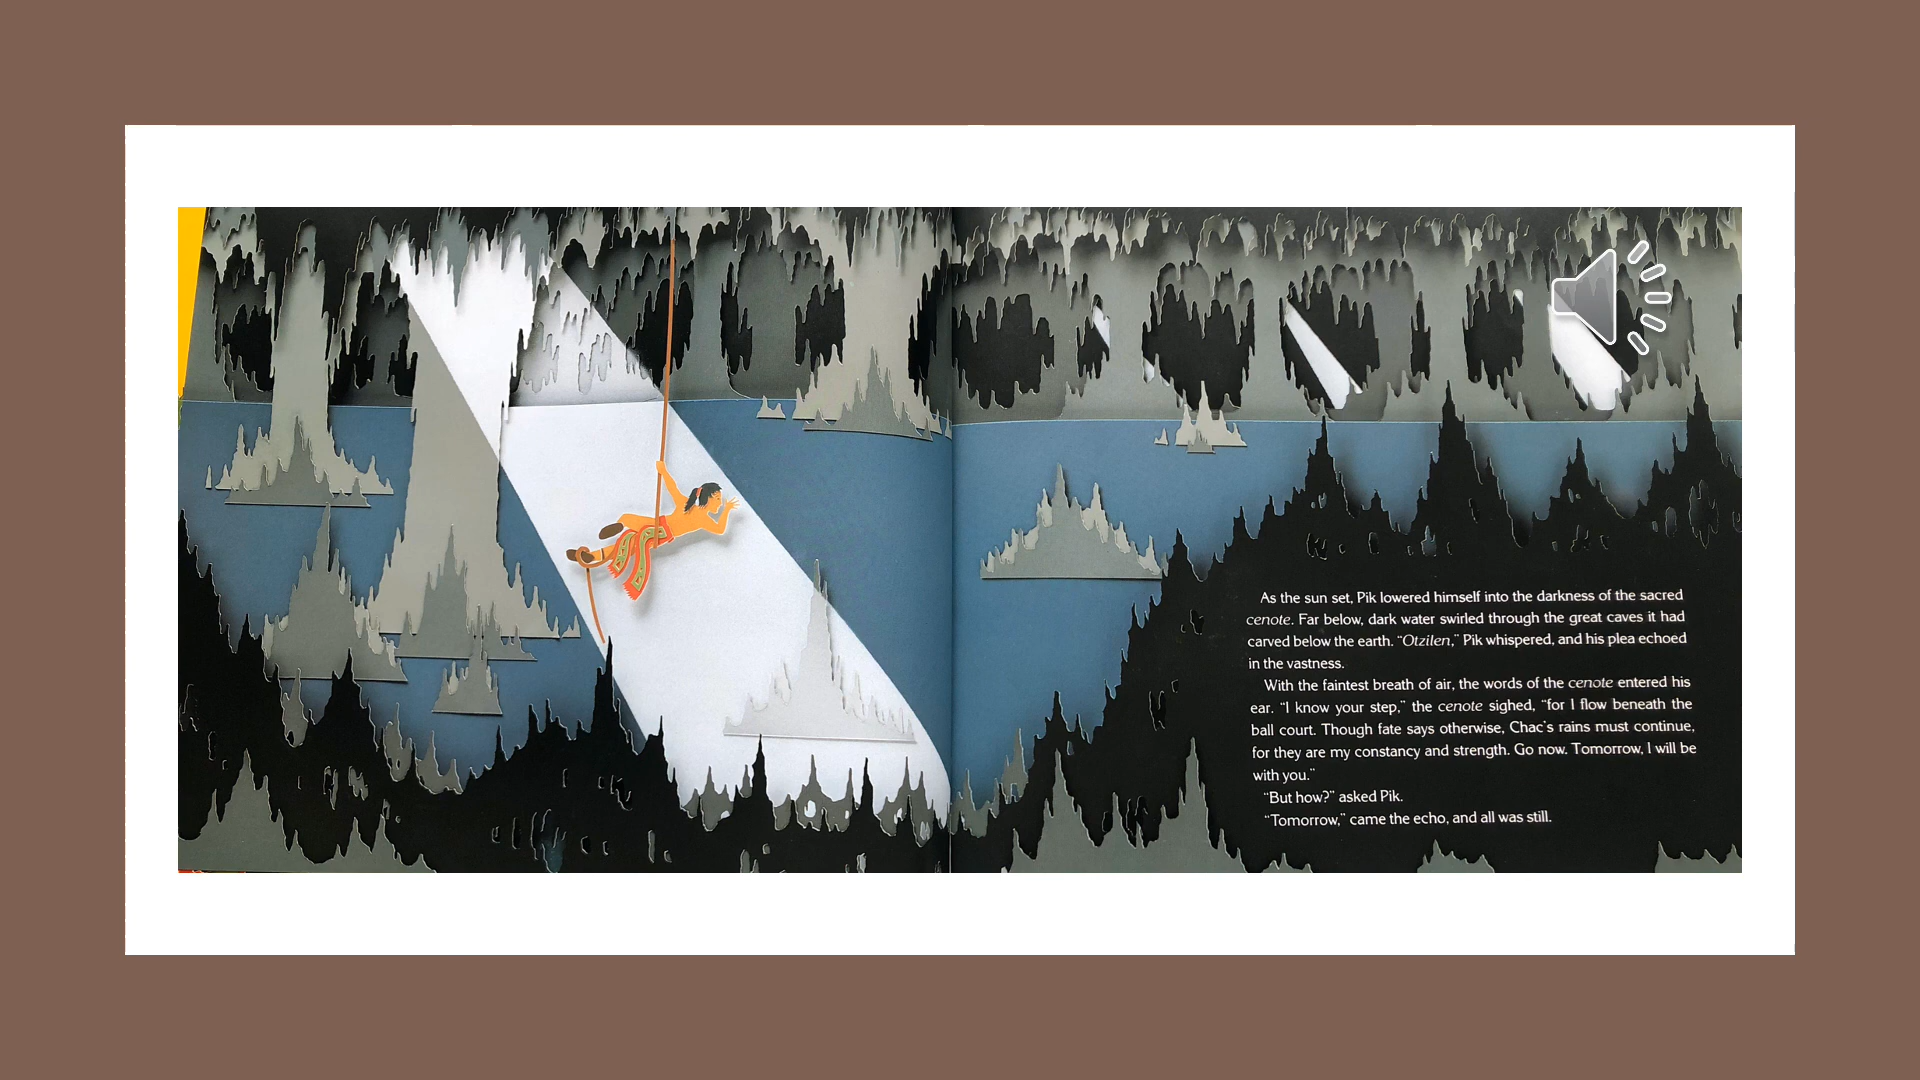 As the sun set, Pik lowered himself into the darkness of the sacred
cenote. Far below, dark water swirled through the great caves it had
carved below the earth. “Otzilen,” Pik whispered, and his plea echoed
in the vastness.
With the faintest breath of air, the words of the cenote entered his
ear. “I know your step,” the cenote sighed, “for I flow beneath the
ball court. Though fate says otherwise, Chac’s rains must continue,
for they are my constancy and strength. Go now. Tomorrow, I will be
with you.”
“But how?” asked Pik.
“Tomorrow,” came the echo, and all was still.